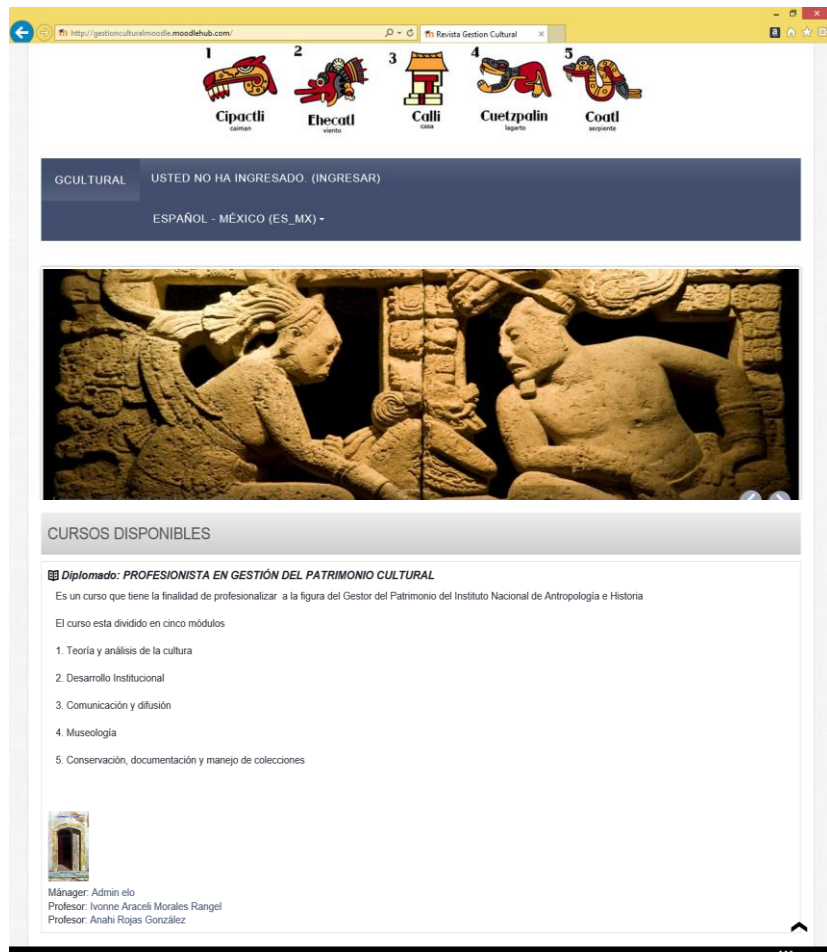 http://gestionculturalmoodle.moodlehub.com/
Revista Gestion Cultural
1 2 3 4 5
Cipactli Ehecatl Calli Cuetzpalin Coatl
caiman viento casa lagarto serpiente
GCULTURAL USTED NO HA INGRESADO. (INGRESAR)
ESPAÑOL - MÉXICO (ES_MX)
CURSOS DISPONIBLES
Diplomado: PROFESIONISTA EN GESTIÓN DEL PATRIMONIO CULTURAL
Es un curso que tiene la finalidad de profesionalizar a la figura del Gestor del Patrimonio del Instituto Nacional de Antropología e Historia
El curso esta dividido en cinco módulos
1. Teoría y análisis de la cultura
2. Desarrollo Institucional
3. Comunicación y difusión
4. Museología
5. Conservación, documentación y manejo de colecciones
Mánager: Admin elo
Profesor: Ivonne Araceli Morales Rangel
Profesor: Anahi Rojas González